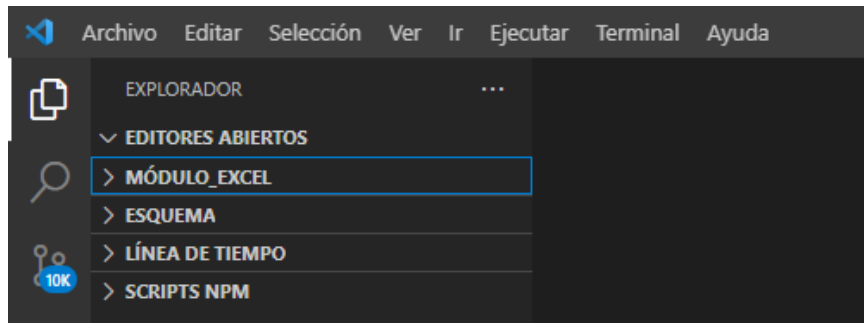 Archivo Editar Selección Ver Ir Ejecutar Terminal Ayuda
EXPLORADOR ...
EDITORES ABIERTOS
MÓDULO_EXCEL
ESQUEMA
LÍNEA DE TIEMPO
10K
SCRIPTS NPM